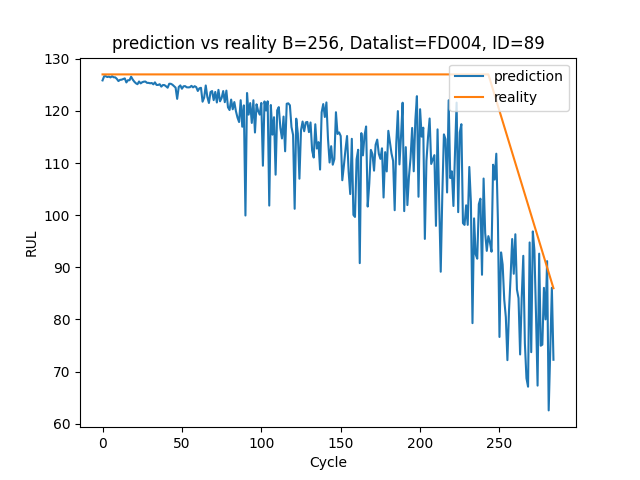 prediction vs reality B=256, Datalist=FD004, ID=89
prediction
reality
RUL
130
120
110
100
90
80
70
60
0 50 100 150 200 250
Cycle